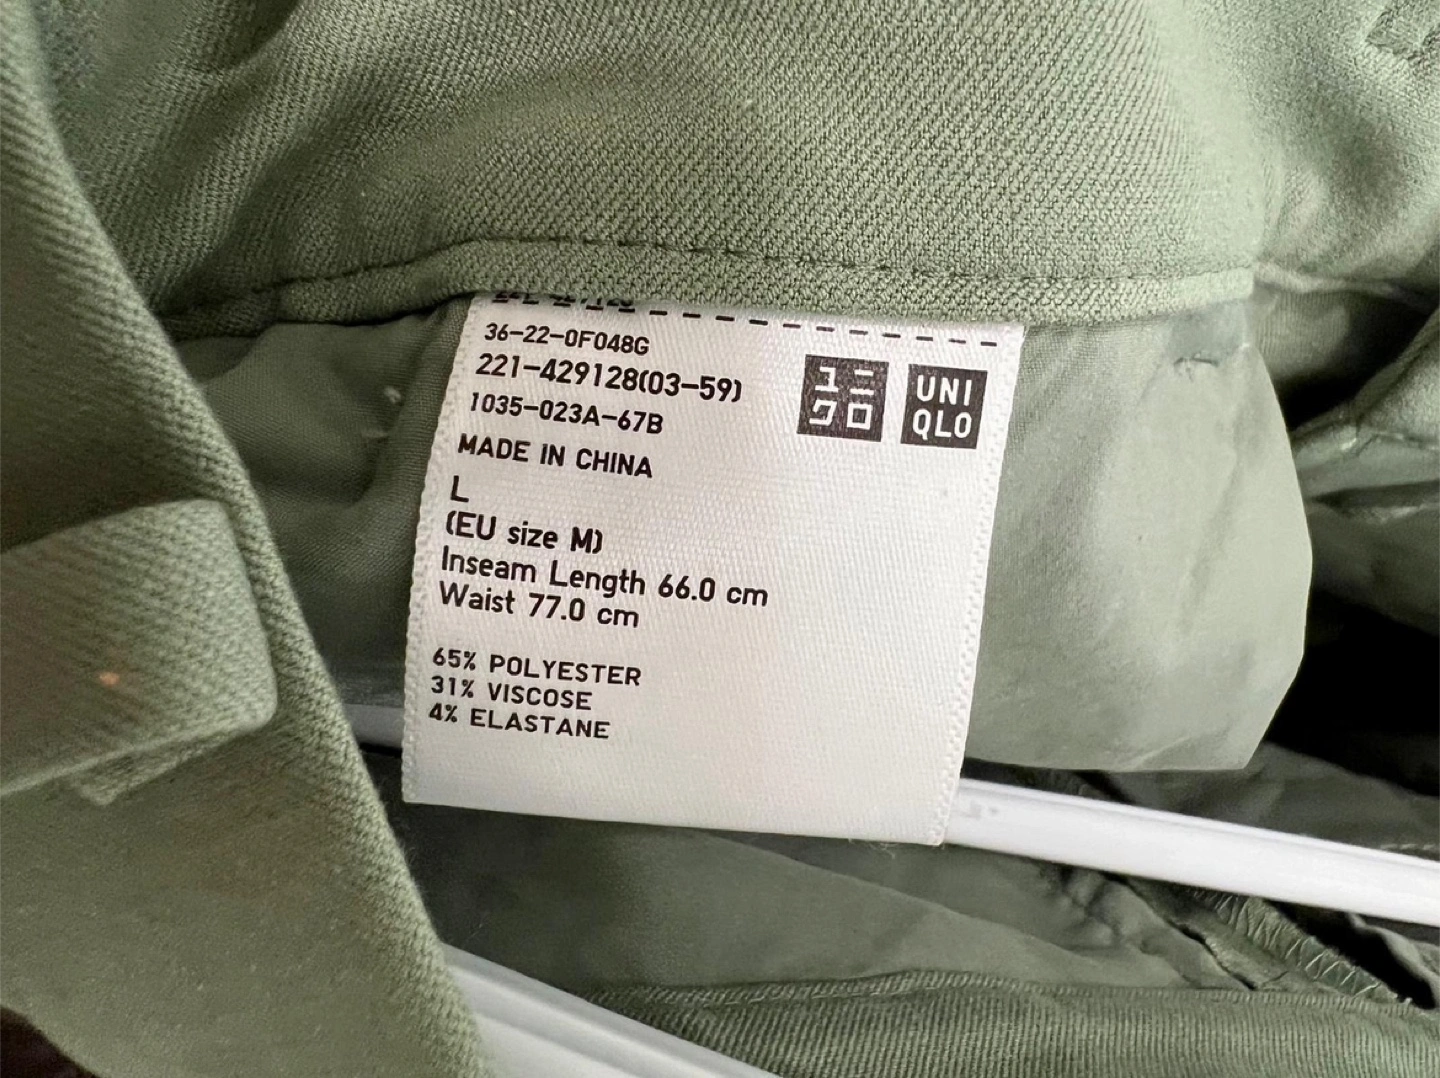 36-22-0F048G
221-429128(03-59)
1035-023A-67B
ユニ
クロ
UNI
QLO
MADE IN CHINA
L
(EU size M)
Inseam Length 66.0 cm
Waist 77.0 cm
65% POLYESTER
31% VISCOSE
4% ELASTANE